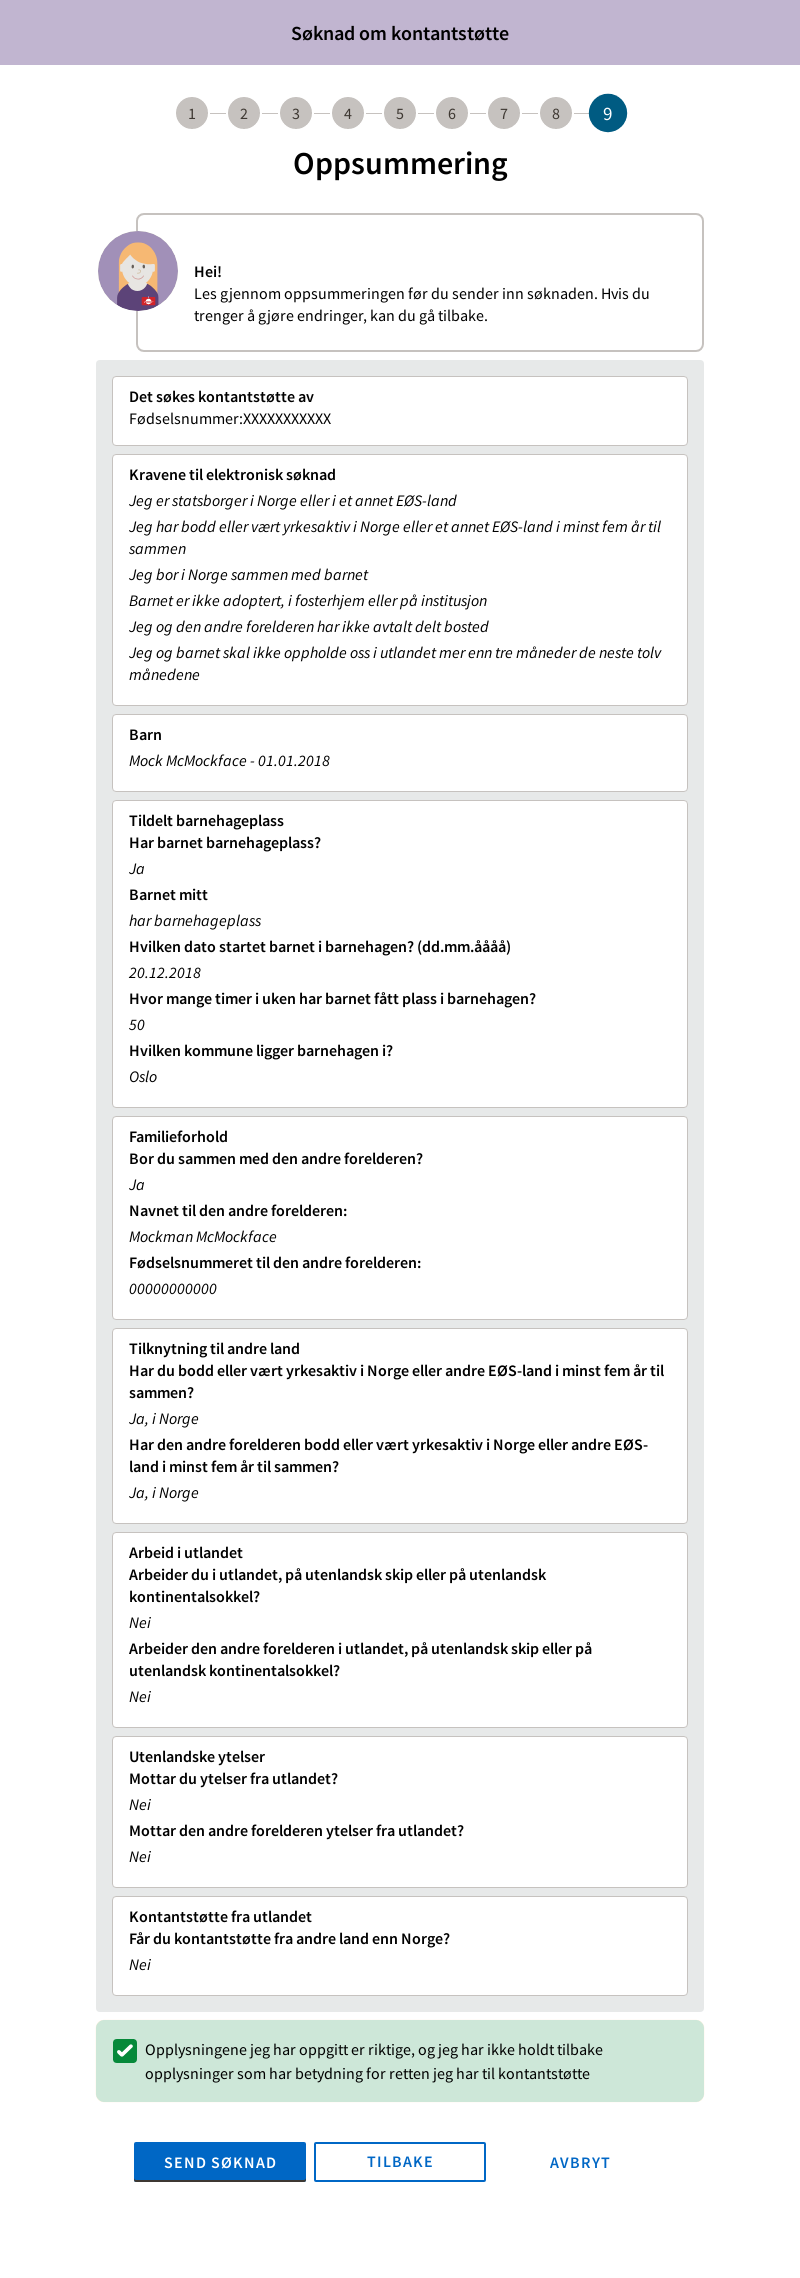 Søknad om kontantstøtte
1 2 3 4 5 6 7 8 9
Oppsummering
Hei!
Les gjennom oppsummeringen før du sender inn søknaden. Hvis du
trenger å gjøre endringer, kan du gå tilbake.
Det søkes kontantstøtte av
Fødselsnummer:XXXXXXXXXXX
Kravene til elektronisk søknad
Jeg er statsborger i Norge eller i et annet EØS-land
Jeg har bodd eller vært yrkesaktiv i Norge eller et annet EØS-land i minst fem år til
sammen
Jeg bor i Norge sammen med barnet
Barnet er ikke adoptert, i fosterhjem eller på institusjon
Jeg og den andre forelderen har ikke avtalt delt bosted
Jeg og barnet skal ikke oppholde oss i utlandet mer enn tre måneder de neste tolv
månedene
Barn
Mock McMockface - 01.01.2018
Tildelt barnehageplass
Har barnet barnehageplass?
Ja
Barnet mitt
har barnehageplass
Hvilken dato startet barnet i barnehagen? (dd.mm.åååå)
20.12.2018
Hvor mange timer i uken har barnet fått plass i barnehagen?
50
Hvilken kommune ligger barnehagen i?
Oslo
Familieforhold
Bor du sammen med den andre forelderen?
Ja
Navnet til den andre forelderen:
Mockman McMockface
Fødselsnummeret til den andre forelderen:
00000000000
Tilknytning til andre land
Har du bodd eller vært yrkesaktiv i Norge eller andre EØS-land i minst fem år til
sammen?
Ja, i Norge
Har den andre forelderen bodd eller vært yrkesaktiv i Norge eller andre EØS-
land i minst fem år til sammen?
Ja, i Norge
Arbeid i utlandet
Arbeider du i utlandet, på utenlandsk skip eller på utenlandsk
kontinentalsokkel?
Nei
Arbeider den andre forelderen i utlandet, på utenlandsk skip eller på
utenlandsk kontinentalsokkel?
Nei
Utenlandske ytelser
Mottar du ytelser fra utlandet?
Nei
Mottar den andre forelderen ytelser fra utlandet?
Nei
Kontantstøtte fra utlandet
Får du kontantstøtte fra andre land enn Norge?
Nei
Opplysningene jeg har oppgitt er riktige, og jeg har ikke holdt tilbake
opplysninger som har betydning for retten jeg har til kontantstøtte
SEND SØKNAD TILBAKE AVBRYT